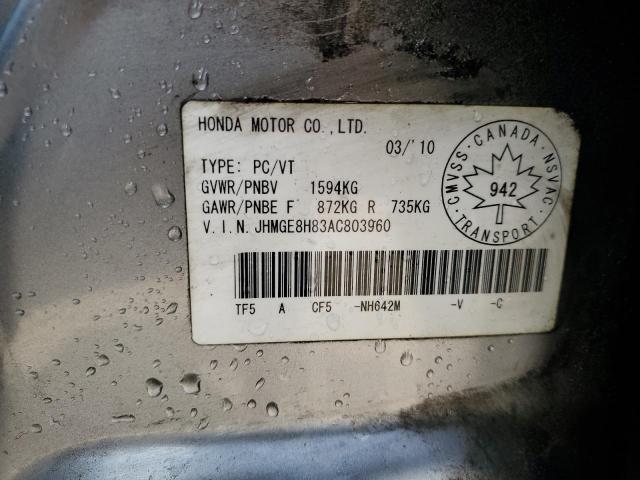 HONDA MOTOR CO.,LTD.
03/'10
TYPE: PC/VT
GVWR/PNBV 1594KG
GAWR/PNBE F 872KG R 735KG
V.I.N. JHMGE8H83AC803960
CANADA
CMVSS NSVAC
942
TRANSPORT
TF5 A CF5 -NH642M -V -C